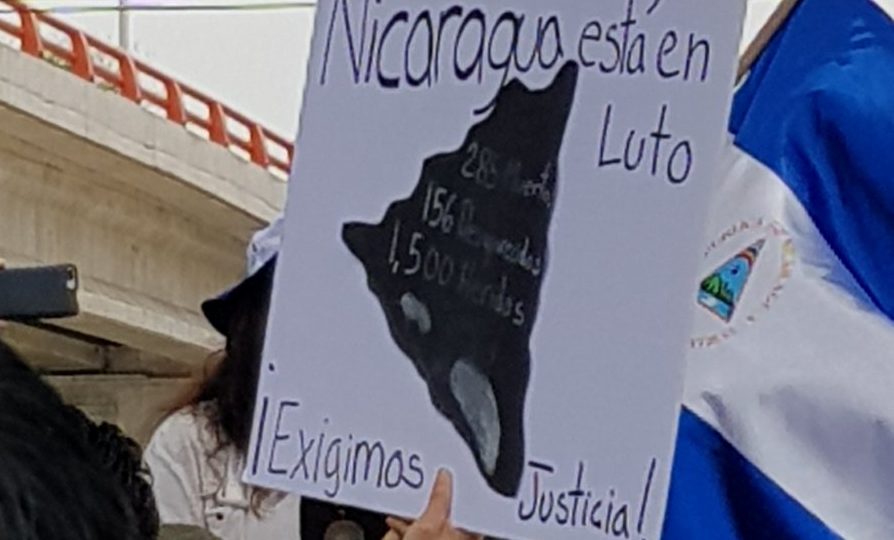 Nicaragua está en
Luto
285 Muertos
156 Desaparecidos
1,500 Heridos
¡Exigimos
Justicia!